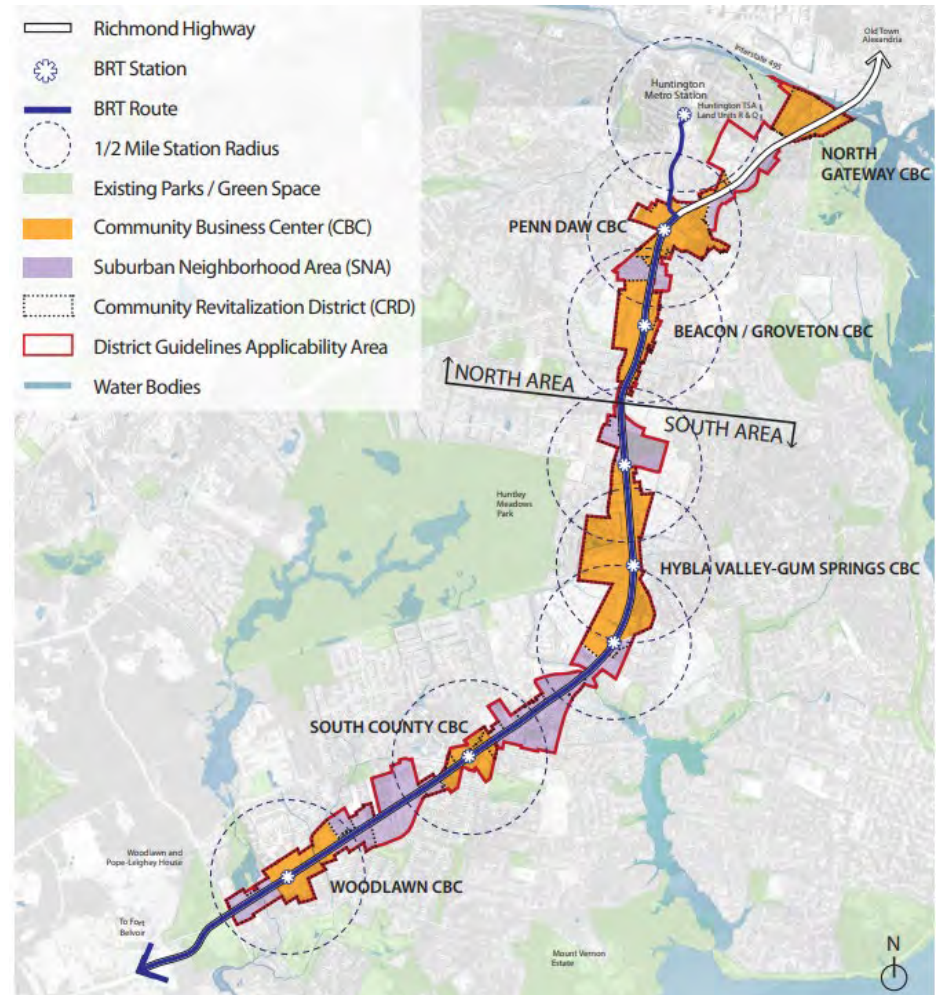 Richmond Highway
BRT Station
BRT Route
1/2 Mile Station Radius
Existing Parks / Green Space
Community Business Center (CBC)
Suburban Neighborhood Area (SNA)
Community Revitalization District (CRD)
District Guidelines Applicability Area
Water Bodies
Old Town
Alexandria
Interstate 495
Huntington
Metro Station
Huntington TSA
Land Units R & Q
NORTH
GATEWAY CBC
PENN DAW CBC
BEACON / GROVETON CBC
NORTH AREA
SOUTH AREA
Huntley
Meadows
Park
HYBLA VALLEY-GUM SPRINGS CBC
SOUTH COUNTY CBC
Woodlawn and
Pope-Leighey House
WOODLAWN CBC
To Fort
Belvoir
Mount Vernon
Estate
N